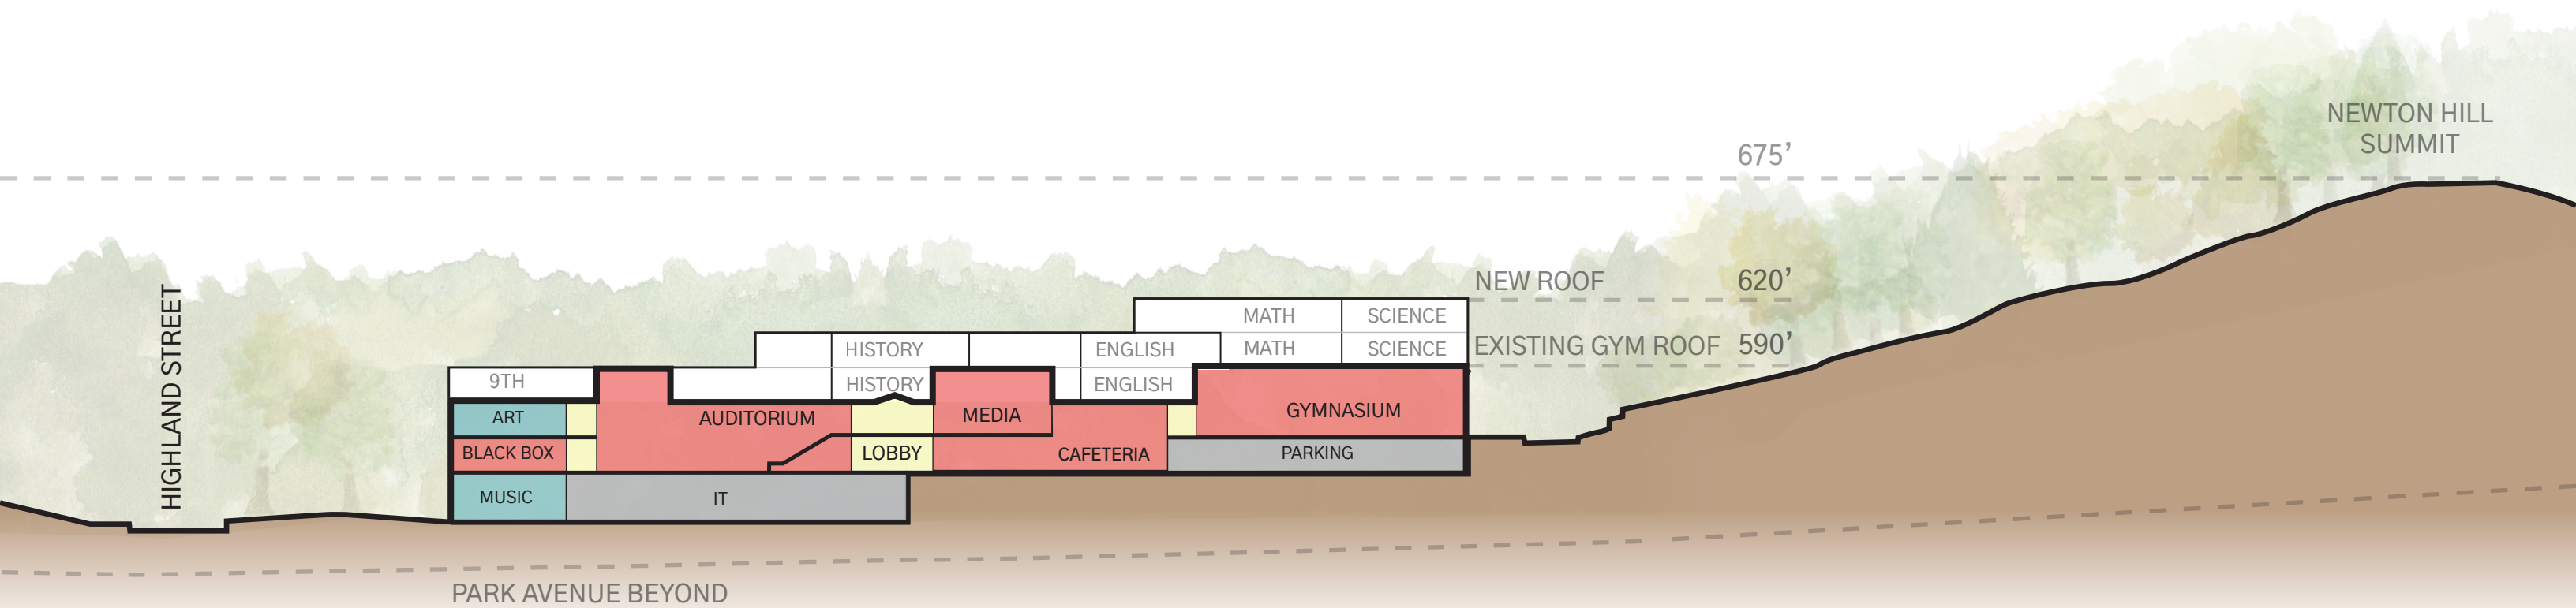 NEWTON HILL
SUMMIT
675’
HIGHLAND STREET
NEW ROOF 620’
MATH SCIENCE
HISTORY ENGLISH MATH SCIENCE EXISTING GYM ROOF 590’
9TH HISTORY ENGLISH
ART AUDITORIUM MEDIA GYMNASIUM
BLACK BOX LOBBY CAFETERIA PARKING
MUSIC IT
PARK AVENUE BEYOND